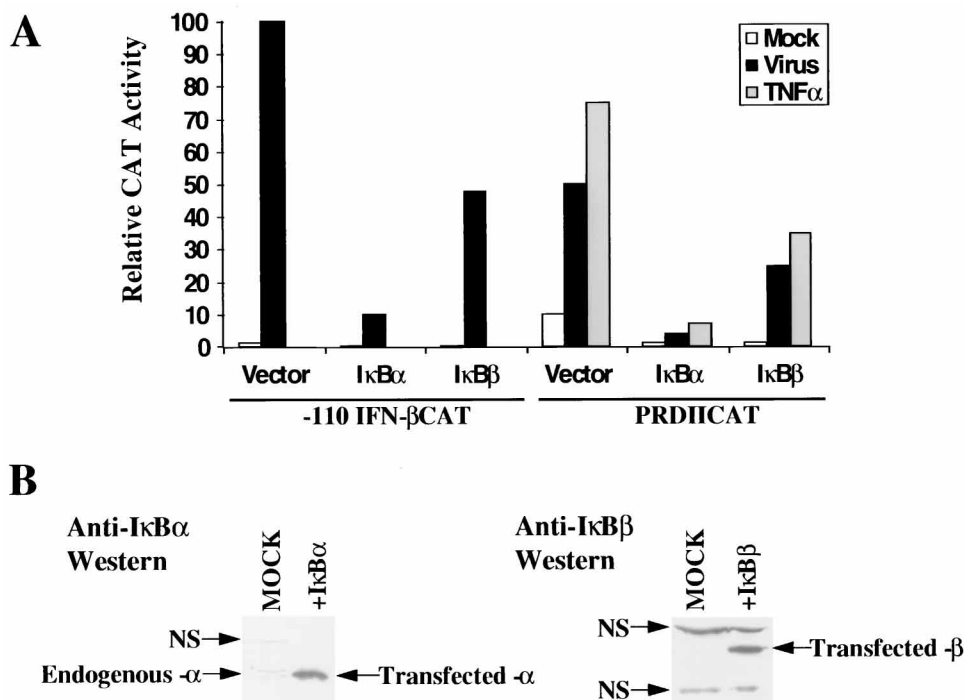 A
Relative CAT Activity
100
90
80
70
60
50
40
30
20
10
0
Mock
Virus
TNFα
Vector IκBα IκBβ Vector IκBα IκBβ
-110 IFN-βCAT PRDIICAT
B
Anti-IκBα
Western
MOCK
+IκBα
NS
Endogenous -α
Transfected -α
Anti-IκBβ
Western
MOCK
+IκBβ
NS
Transfected -β
NS